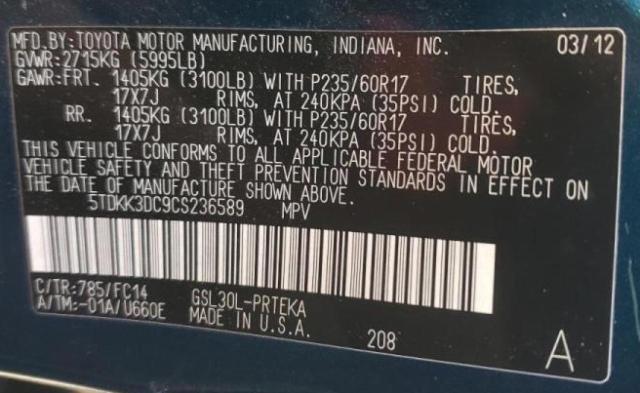 MFD. BY: TOYOTA MOTOR MANUFACTURING, INDIANA, INC. 03/12
GVWR: 2715KG (5995LB)
GAWR: FRT. 1405KG (3100LB) WITH P235/60R17 TIRES,
17X7J RIMS, AT 240KPA (35PSI) COLD.
RR. 1405KG (3100LB) WITH P235/60R17 TIRES,
17X7J RIMS, AT 240KPA (35PSI) COLD.
THIS VEHICLE CONFORMS TO ALL APPLICABLE FEDERAL MOTOR
VEHICLE SAFETY AND THEFT PREVENTION STANDARDS IN EFFECT ON
THE DATE OF MANUFACTURE SHOWN ABOVE.
5TDKK3DC9CS236589 MPV
C/TR: 785/FC14 GSL30L-PRTEKA
A/TM: -01A/U660E MADE IN U.S.A.
208 A